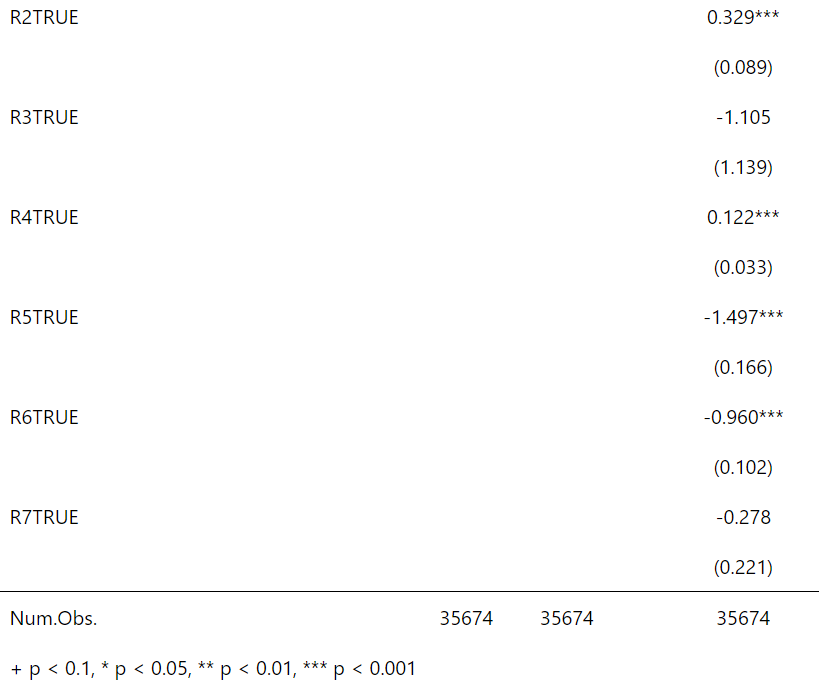 R2TRUE 0.329***
(0.089)
R3TRUE -1.105
(1.139)
R4TRUE 0.122***
(0.033)
R5TRUE -1.497***
(0.166)
R6TRUE -0.960***
(0.102)
R7TRUE -0.278
(0.221)
Num.Obs. 35674 35674 35674
+ p < 0.1, * p < 0.05, ** p < 0.01, *** p < 0.001